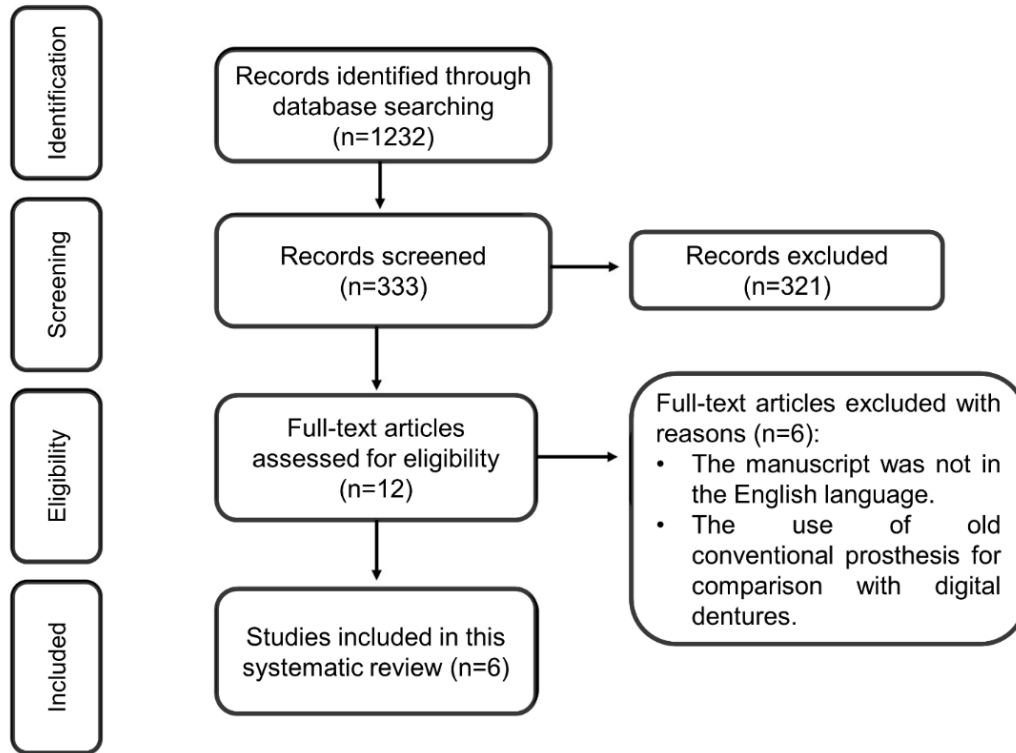 Identification
Records identified through
database searching
(n=1232)
Screening
Records screened
(n=333)
Records excluded
(n=321)
Eligibility
Full-text articles
assessed for eligibility
(n=12)
Full-text articles excluded with
reasons (n=6):
• The manuscript was not in
the English language.
• The use of old
conventional prosthesis for
comparison with digital
dentures.
Included
Studies included in this
systematic review (n=6)